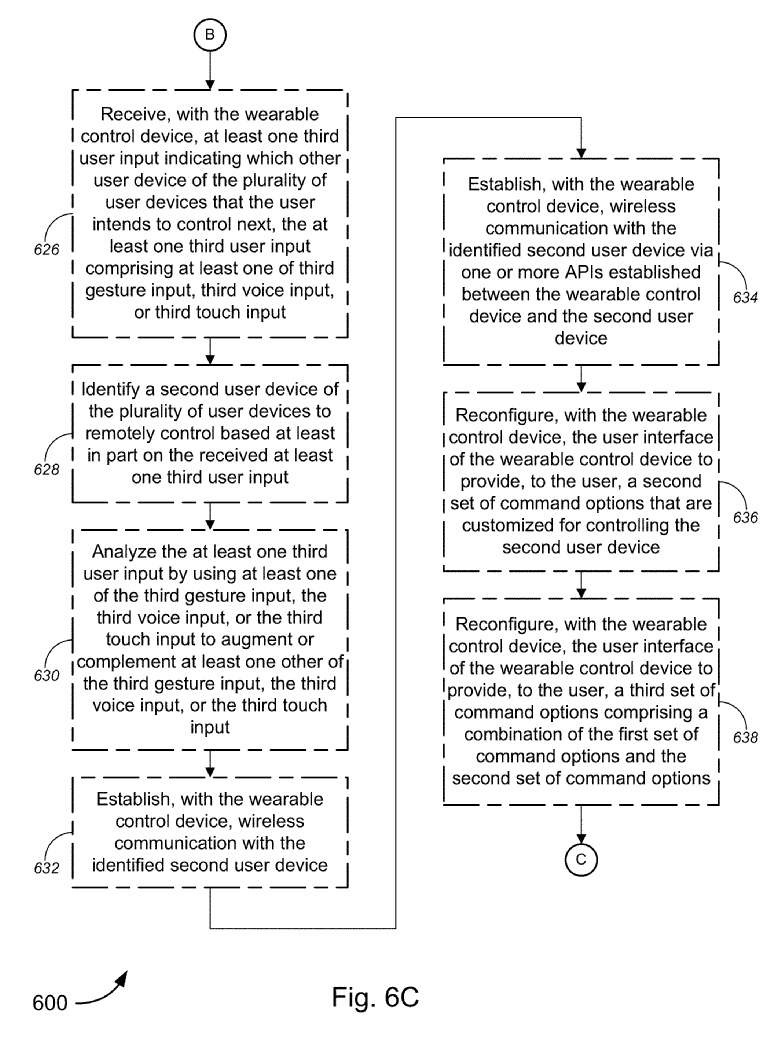 B
Receive, with the wearable
control device, at least one third
user input indicating which other
user device of the plurality of
user devices that the user
intends to control next, the at
least one third user input
comprising at least one of third
gesture input, third voice input,
or third touch input
626
Identify a second user device of
the plurality of user devices to
remotely control based at least
in part on the received at least
one third user input
628
Analyze the at least one third
user input by using at least one
of the third gesture input, the
third voice input, or the third
touch input to augment or
complement at least one other of
the third gesture input, the third
voice input, or the third touch
input
630
Establish, with the wearable
control device, wireless
communication with the
identified second user device
632
Establish, with the wearable
control device, wireless
communication with the
identified second user device via
one or more APIs established
between the wearable control
device and the second user
device
634
Reconfigure, with the wearable
control device, the user interface
of the wearable control device to
provide, to the user, a second
set of command options that are
customized for controlling the
second user device
636
Reconfigure, with the wearable
control device, the user interface
of the wearable control device to
provide, to the user, a third set of
command options comprising a
combination of the first set of
command options and the
second set of command options
638
C
600
Fig. 6C